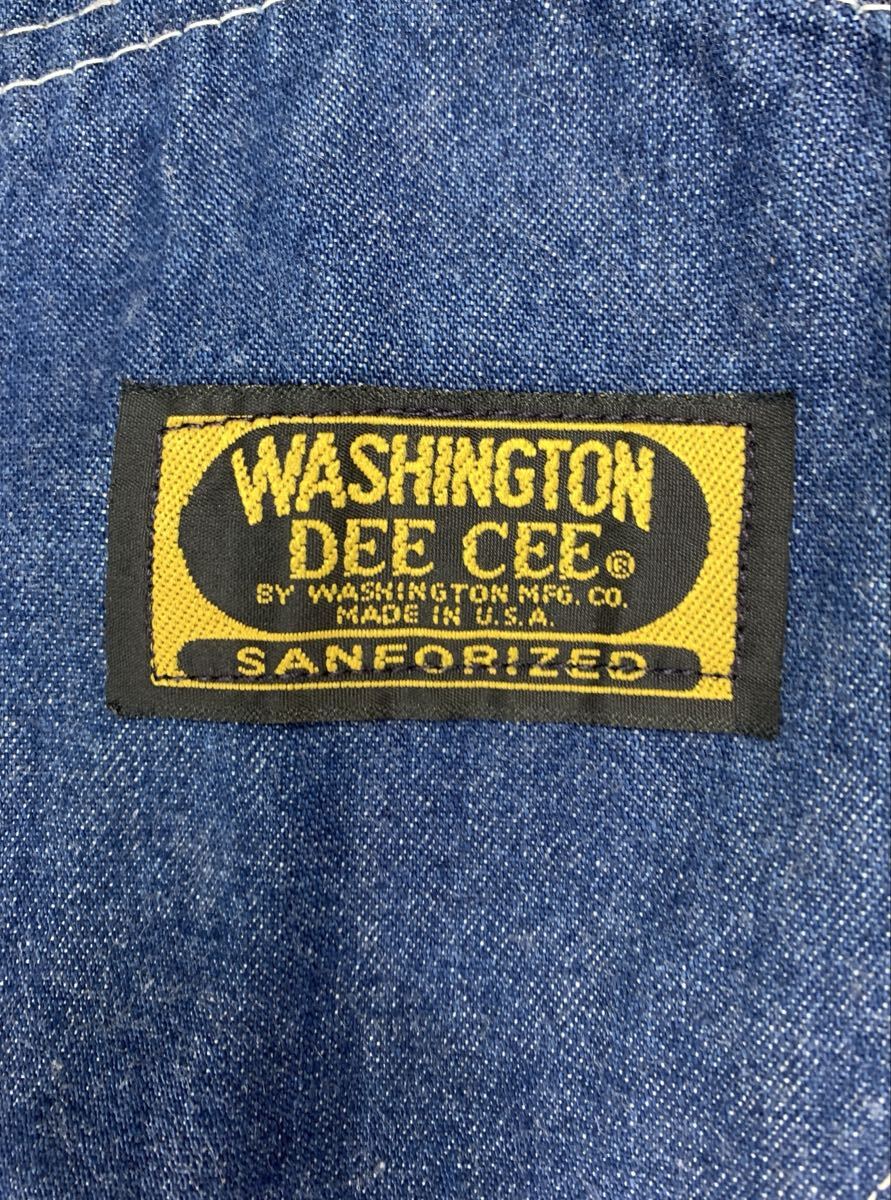 WASHINGTON
DEE CEE®
BY WASHINGTON MFG. CO.
MADE IN U.S.A.
SANFORIZED